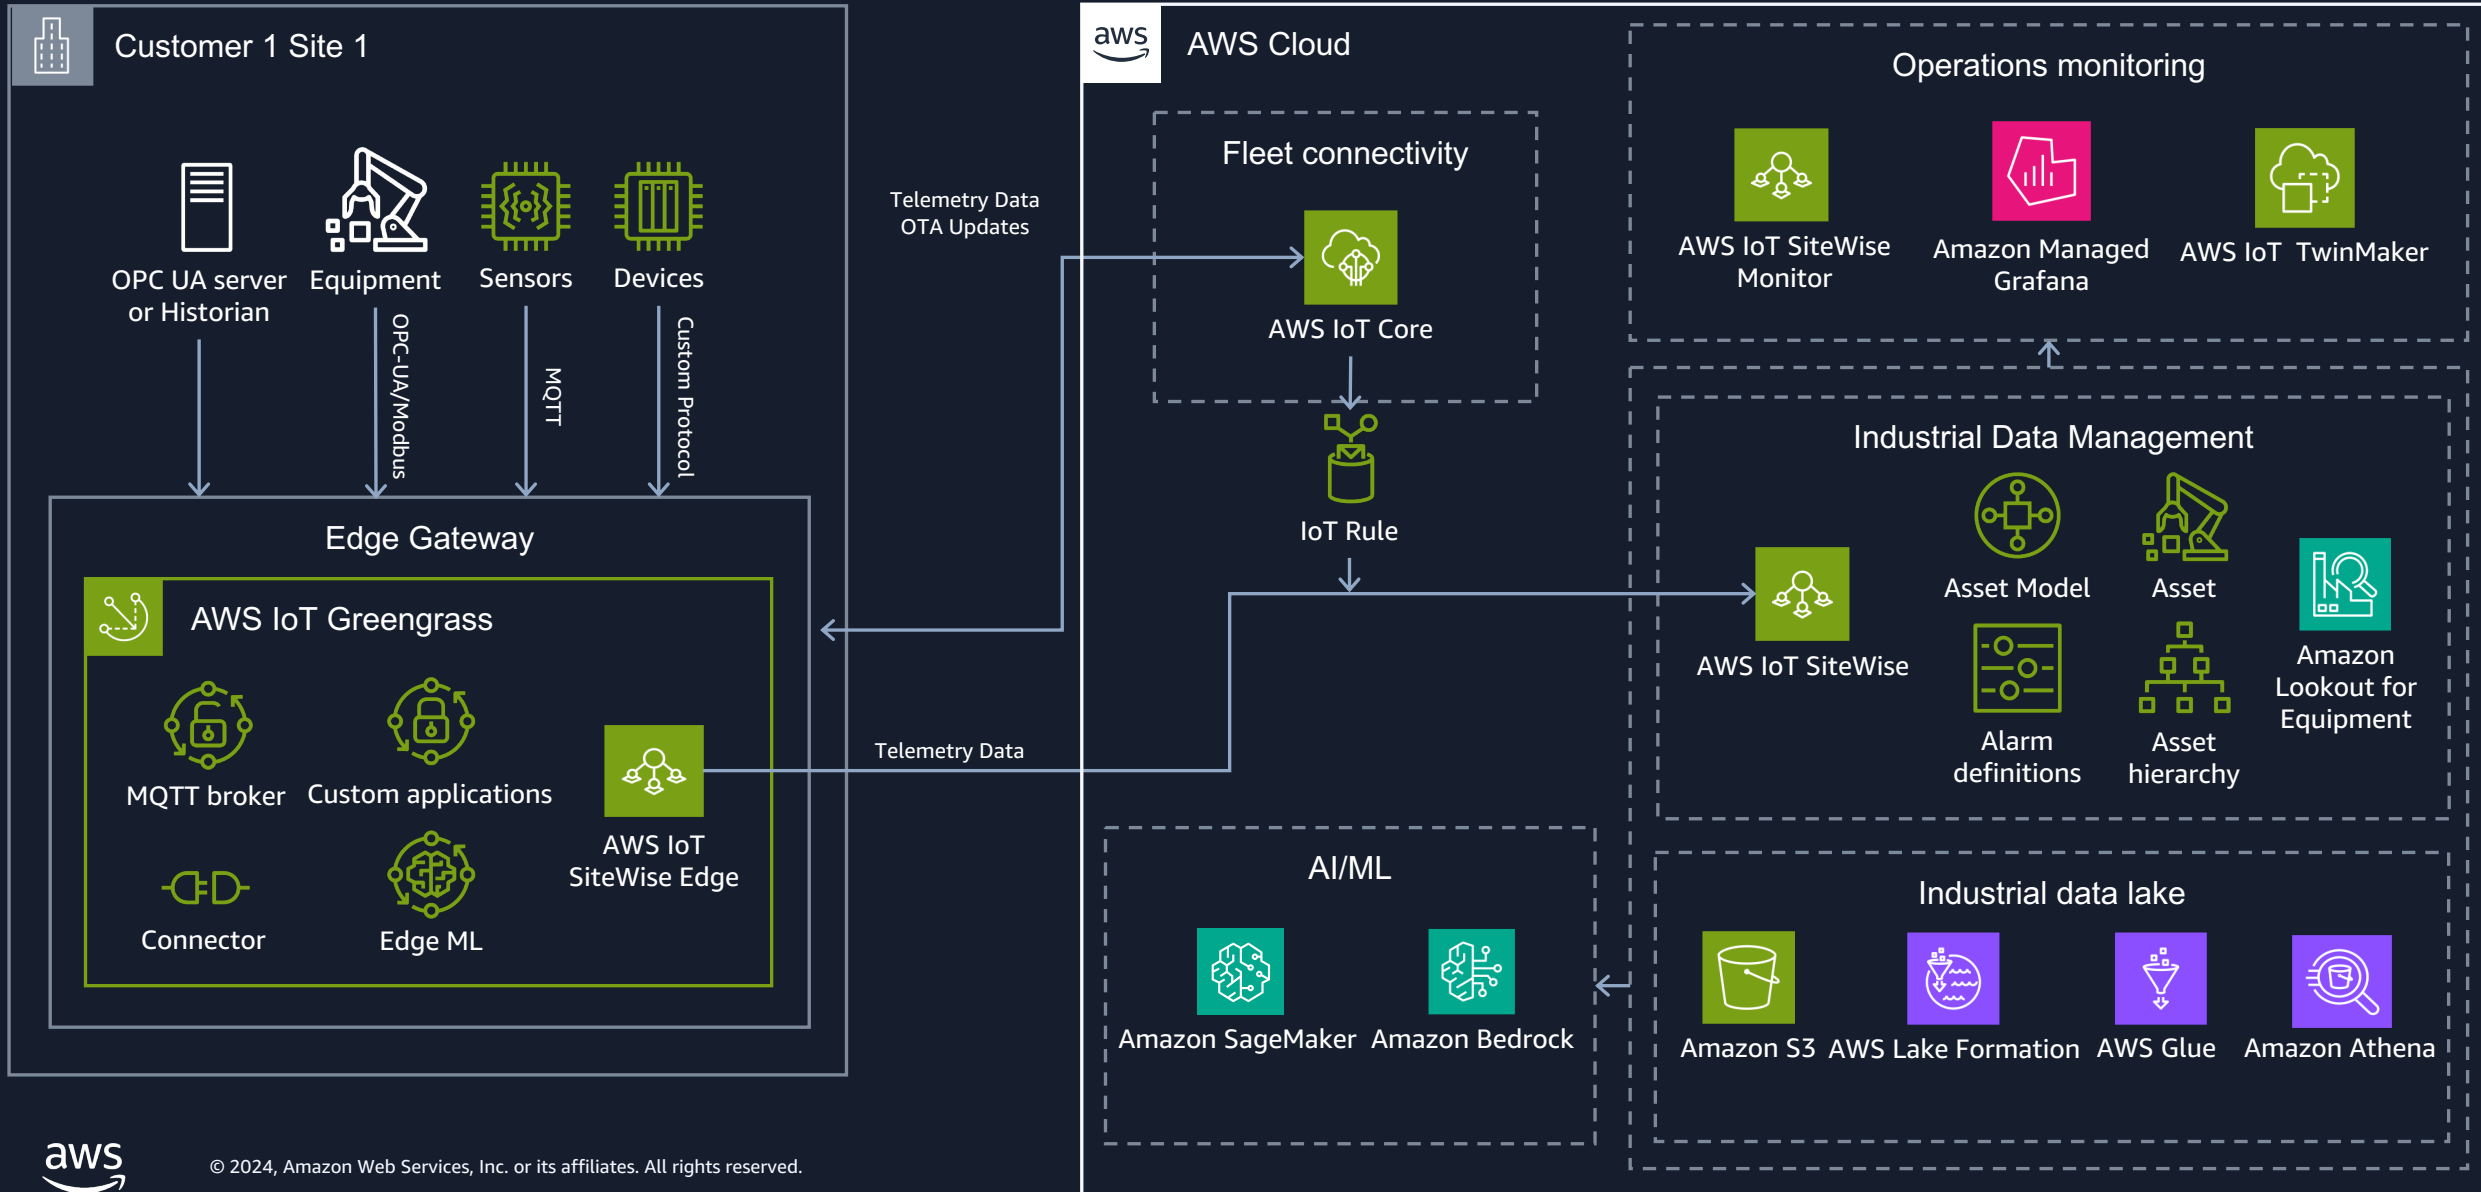 Customer 1 Site 1
OPC UA server
or Historian
Equipment
Sensors
Devices
OPC-UA/Modbus
MQTT
Custom Protocol
Edge Gateway
AWS IoT Greengrass
MQTT broker
Custom applications
Connector
Edge ML
AWS IoT
SiteWise Edge
Telemetry Data
OTA Updates
Telemetry Data
aws
AWS Cloud
Fleet connectivity
AWS IoT Core
IoT Rule
Operations monitoring
AWS IoT SiteWise
Monitor
Amazon Managed
Grafana
AWS IoT TwinMaker
Industrial Data Management
AWS IoT SiteWise
Asset Model
Asset
Alarm
definitions
Asset
hierarchy
Amazon
Lookout for
Equipment
AI/ML
Amazon SageMaker
Amazon Bedrock
Industrial data lake
Amazon S3
AWS Lake Formation
AWS Glue
Amazon Athena
aws
© 2024, Amazon Web Services, Inc. or its affiliates. All rights reserved.